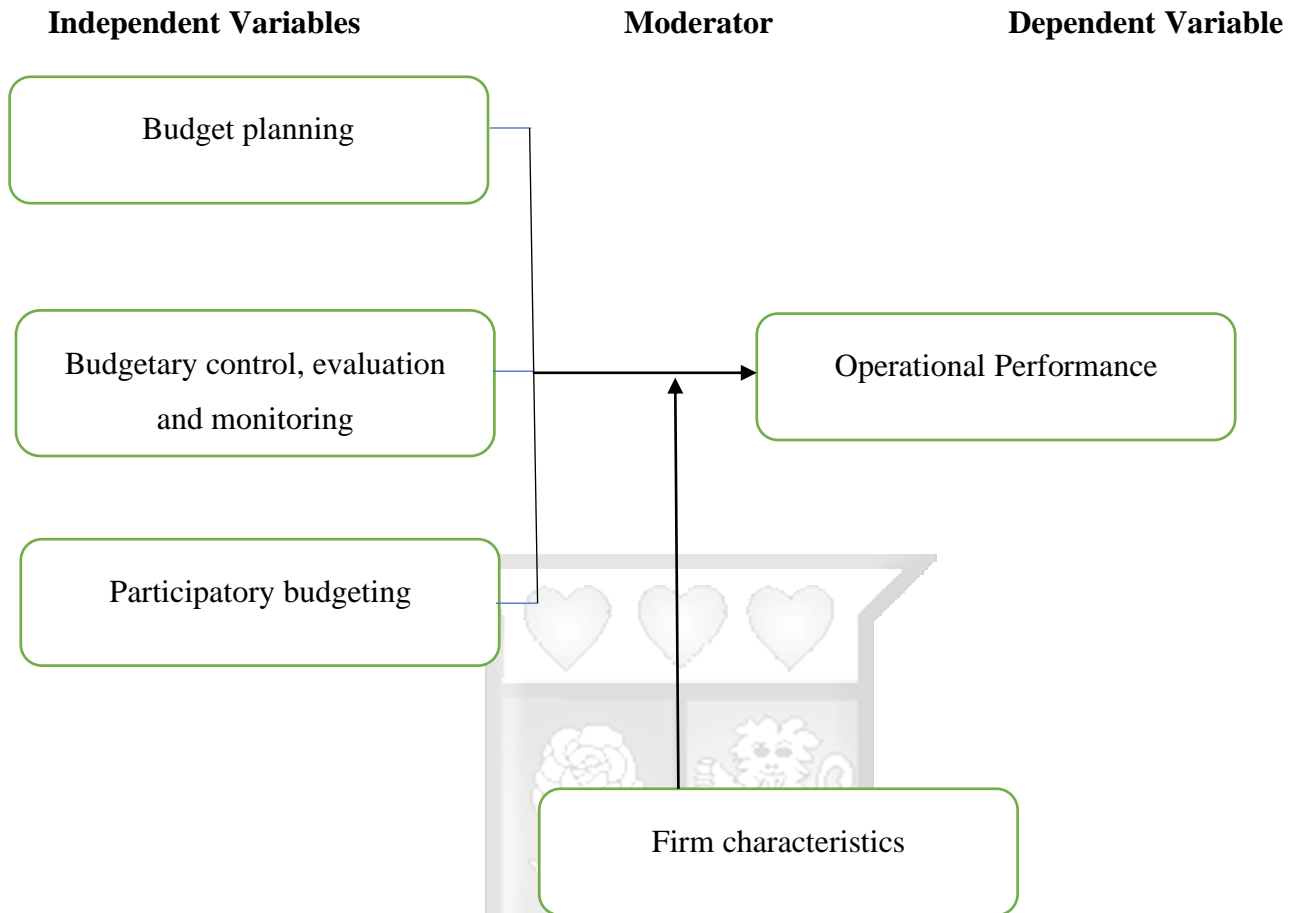 Independent Variables
Moderator
Dependent Variable
Budget planning
Budgetary control, evaluation
and monitoring
Operational Performance
Participatory budgeting
Firm characteristics